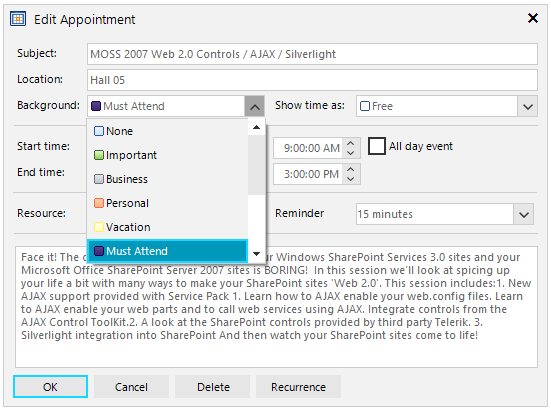 Edit Appointment
Subject: MOSS 2007 Web 2.0 Controls / AJAX / Silverlight
Location: Hall 05
Background: Must Attend Show time as: Free
None
Important
Business
Personal
Vacation
Must Attend
Start time: 9:00:00 AM All day event
End time: 3:00:00 PM
Resource: Reminder 15 minutes
Face it! The ur Windows SharePoint Services 3.0 sites and your
Microsoft Office SharePoint Server 2007 sites is BORING! In this session we'll look at spicing up
your life a bit with many ways to make your SharePoint sites 'Web 2.0'. This session includes:1. New
AJAX support provided with Service Pack 1. Learn how to AJAX enable your web.config files. Learn
to AJAX enable your web parts and to call web services using AJAX. Integrate controls from the
AJAX Control ToolKit.2. A look at the SharePoint controls provided by third party Telerik. 3.
Silverlight integration into SharePoint And then watch your SharePoint sites come to life!
OK Cancel Delete Recurrence